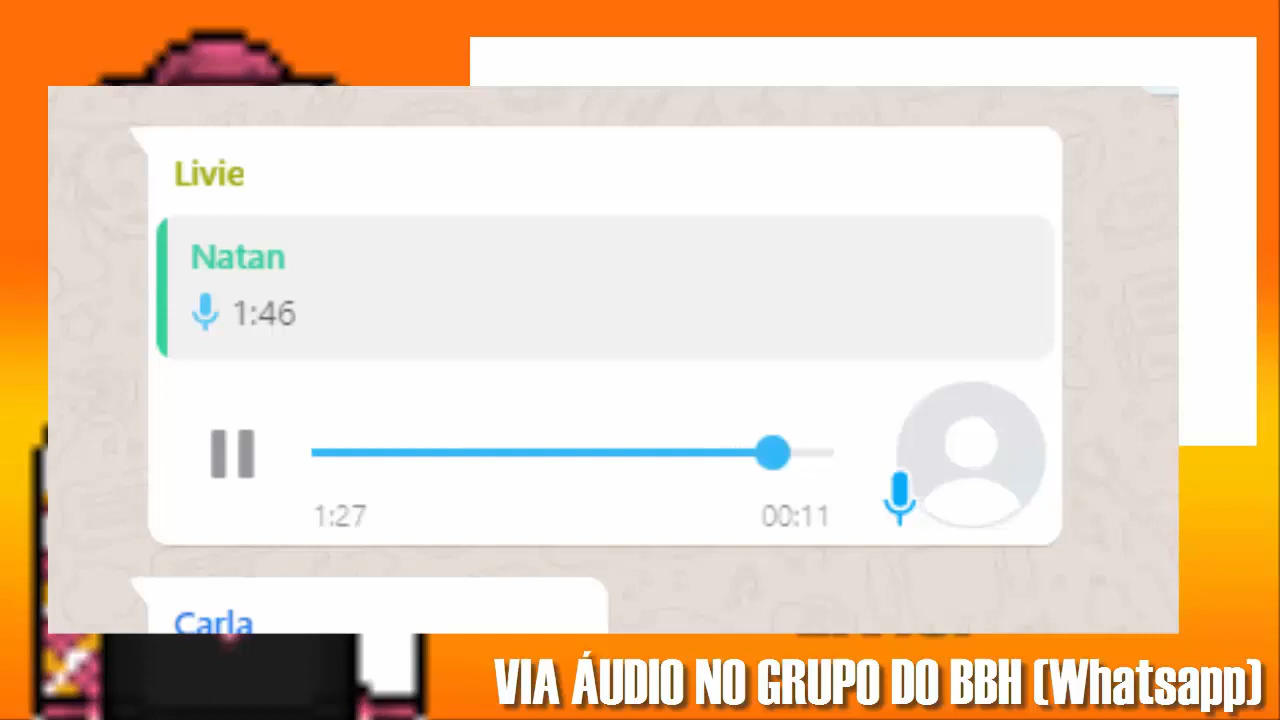 Livie
Natan
1:46
1:27 00:11
Carla
VIA ÁUDIO NO GRUPO DO BBH (Whatsapp)